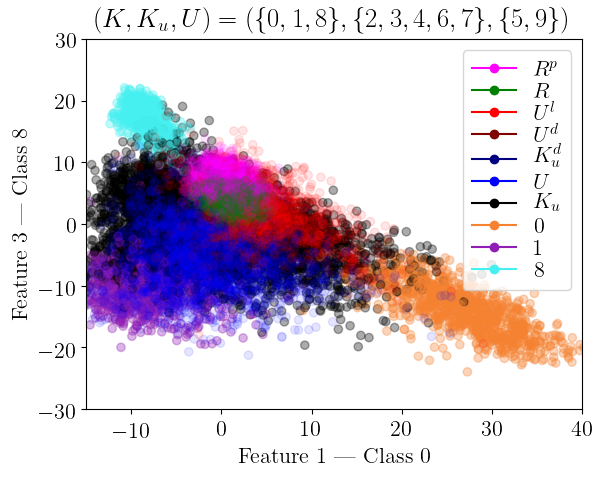 (K, K_u, U) = ({0, 1, 8}, {2, 3, 4, 6, 7}, {5, 9})
30
20
10
0
−10
−20
−30
Feature 3 — Class 8
R^p
R
U^l
U^d
K_u^d
U
K_u
0
1
8
−10
0
10
20
30
40
Feature 1 — Class 0